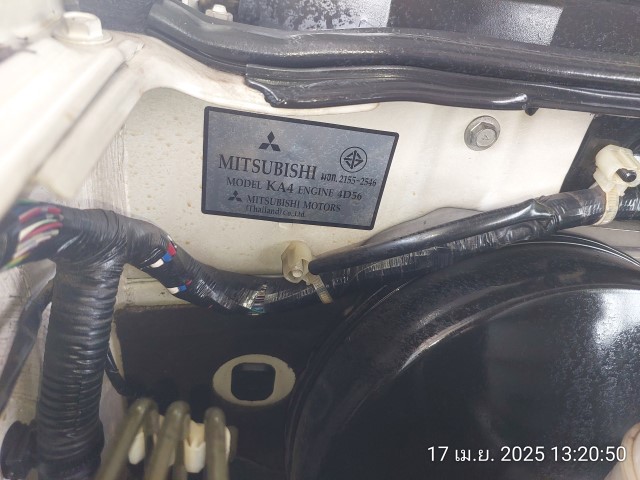 MITSUBISHI มอก. 2155-2546
MODEL KA4 ENGINE 4D56
MITSUBISHI MOTORS
(Thailand) Co.,Ltd.
17 เม.ย. 2025 13:20:50